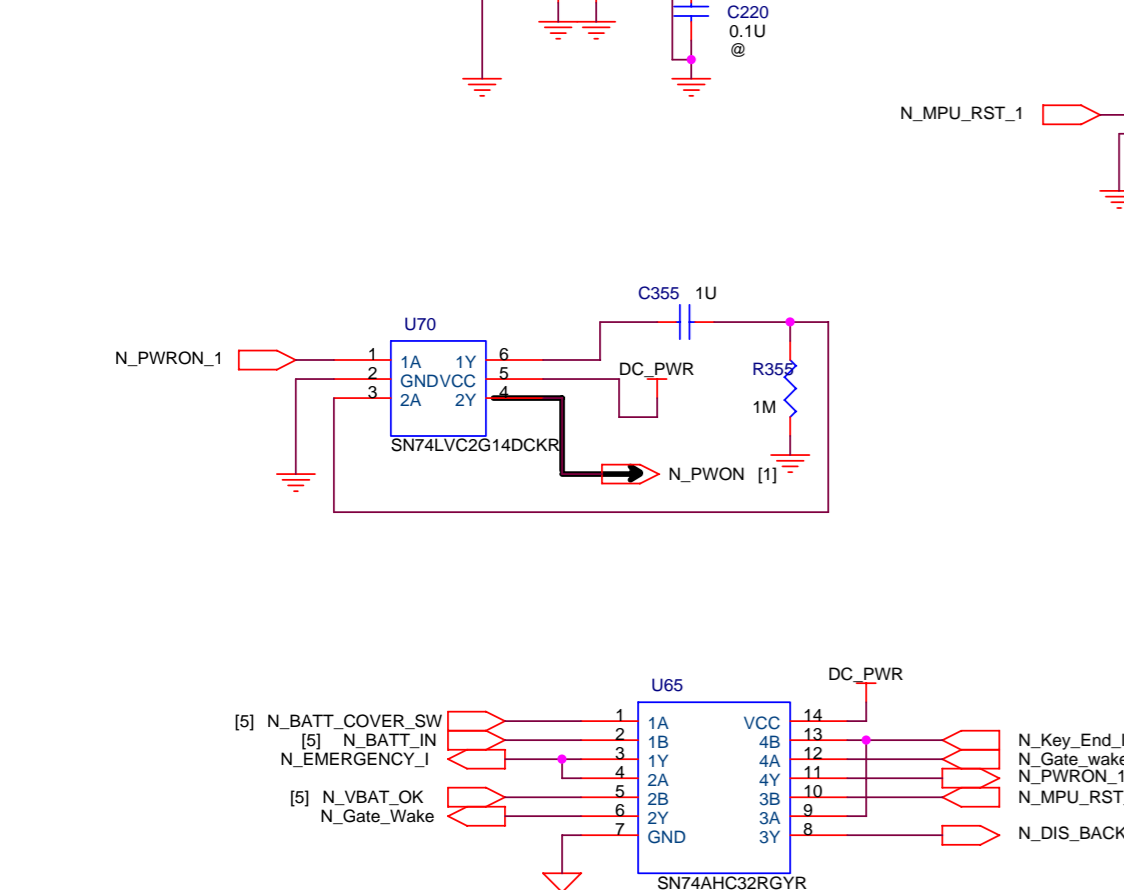 C220
0.1U
@
N_MPU_RST_1
C355 1U
U70
N_PWRON_1
1 1A 1Y 6
2 GND VCC 5
3 2A 2Y 4
DC_PWR
R355
1M
SN74LVC2G14DCKR
N_PWON [1]
DC_PWR
U65
[5] N_BATT_COVER_SW 1 1A VCC 14
[5] N_BATT_IN 2 1B 4B 13
N_EMERGENCY_I 3 1Y 4A 12 N_Gate_wake
4 2A 4Y 11 N_PWRON_1
[5] N_VBAT_OK 5 2B 3B 10
N_Gate_Wake 6 2Y 3A 9
7 GND 3Y 8 N_DIS_BACK
SN74AHC32RGYR